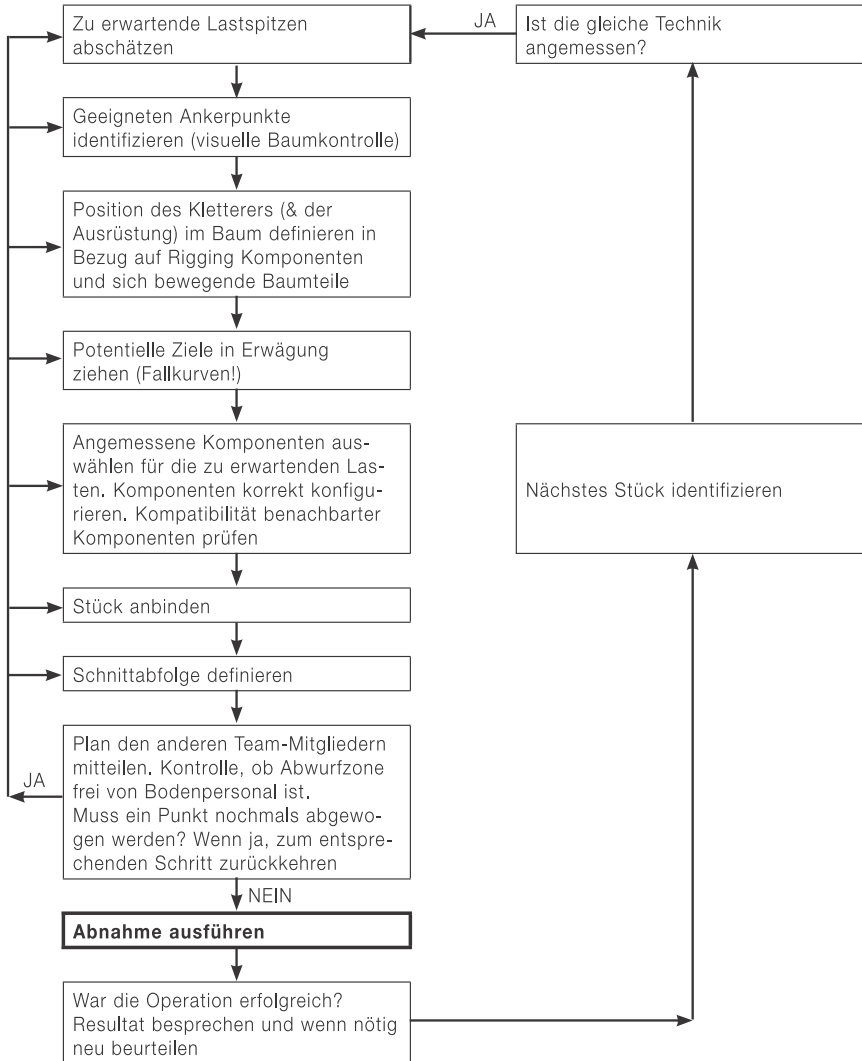 Zu erwartende Lastspitzen
abschätzen
JA
Ist die gleiche Technik
angemessen?
Geeigneten Ankerpunkte
identifizieren (visuelle Baumkontrolle)
Position des Kletterers (& der
Ausrüstung) im Baum definieren in
Bezug auf Rigging Komponenten
und sich bewegende Baumteile
Potentielle Ziele in Erwägung
ziehen (Fallkurven!)
Angemessene Komponenten aus-
wählen für die zu erwartenden Las-
ten. Komponenten korrekt konfigu-
rieren. Kompatibilität benachbarter
Komponenten prüfen
Nächstes Stück identifizieren
Stück anbinden
Schnittabfolge definieren
Plan den anderen Team-Mitgliedern
mitteilen. Kontrolle, ob Abwurfzone
frei von Bodenpersonal ist.
Muss ein Punkt nochmals abgewo-
gen werden? Wenn ja, zum entspre-
chenden Schritt zurückkehren
JA
NEIN
Abnahme ausführen
War die Operation erfolgreich?
Resultat besprechen und wenn nötig
neu beurteilen